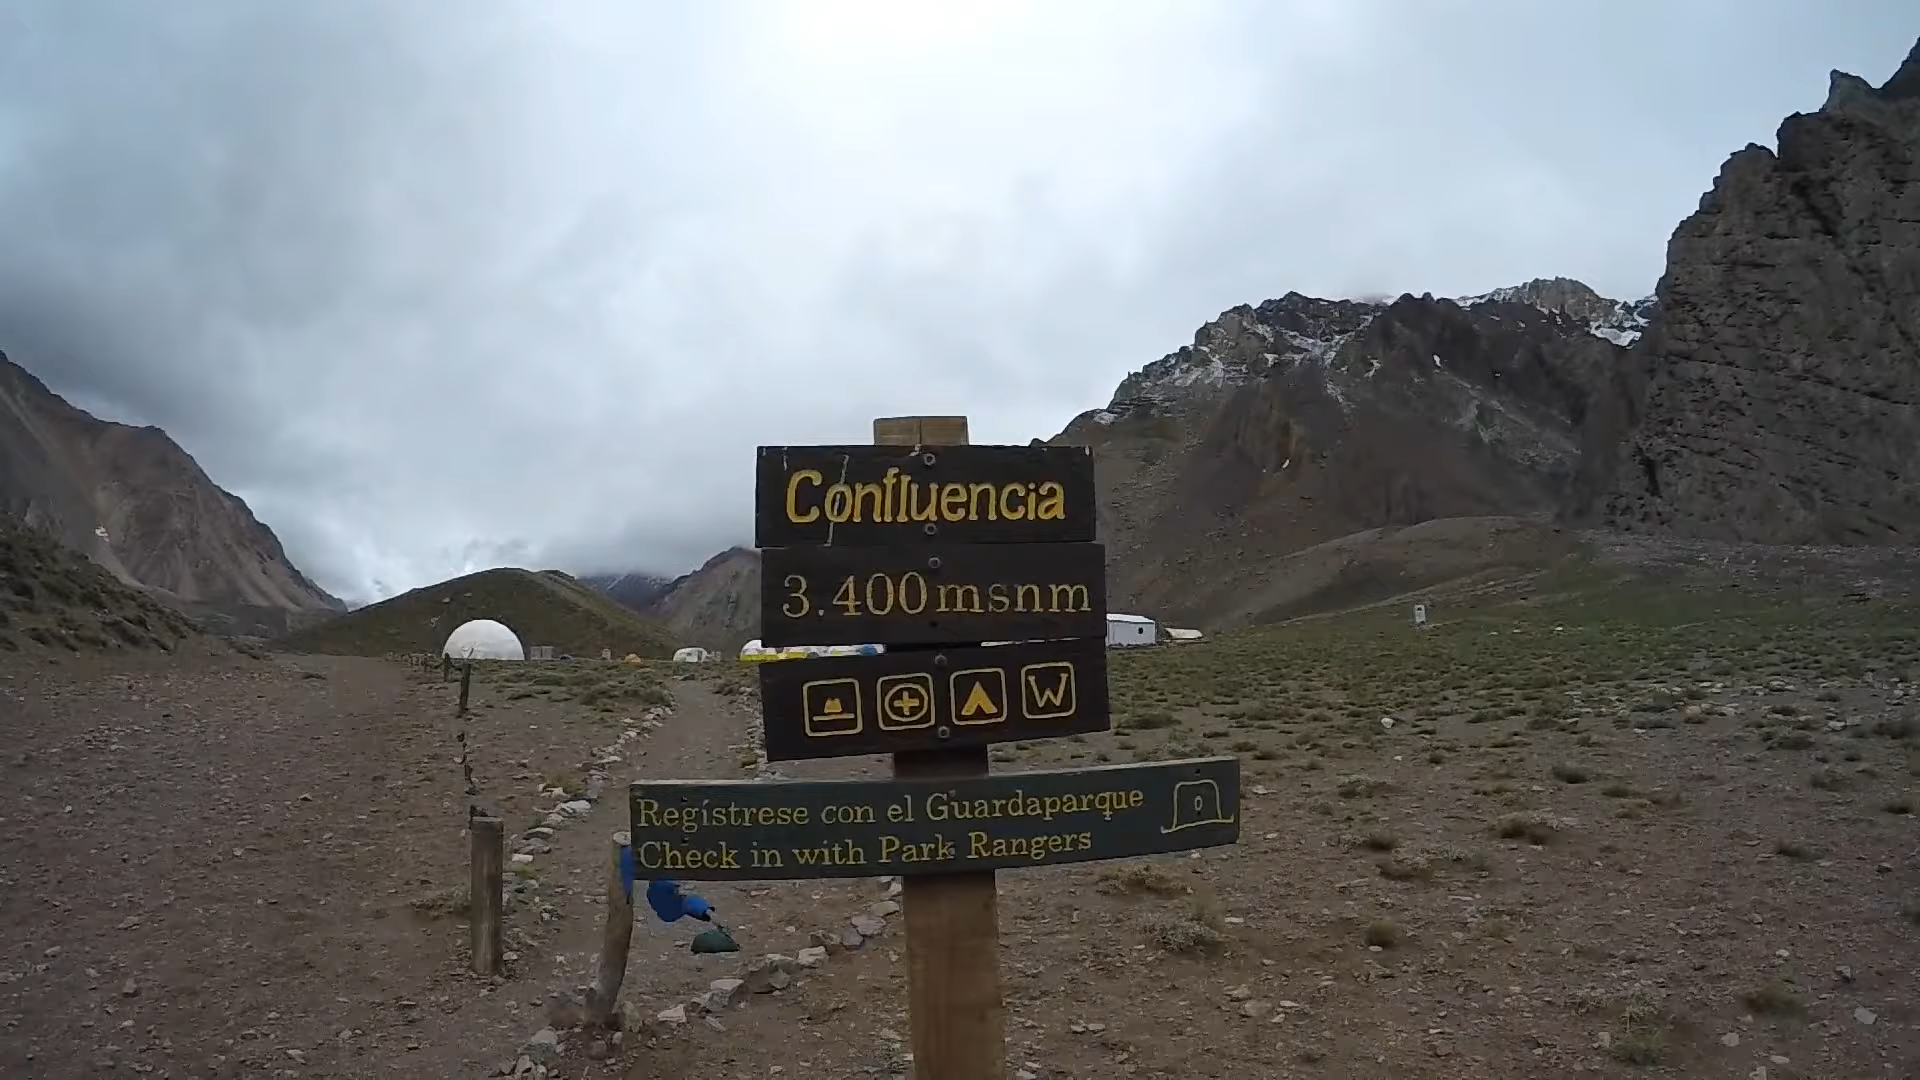 Confluencia
3.400msnm
W
Regístrese con el Guardaparque
Check in with Park Rangers